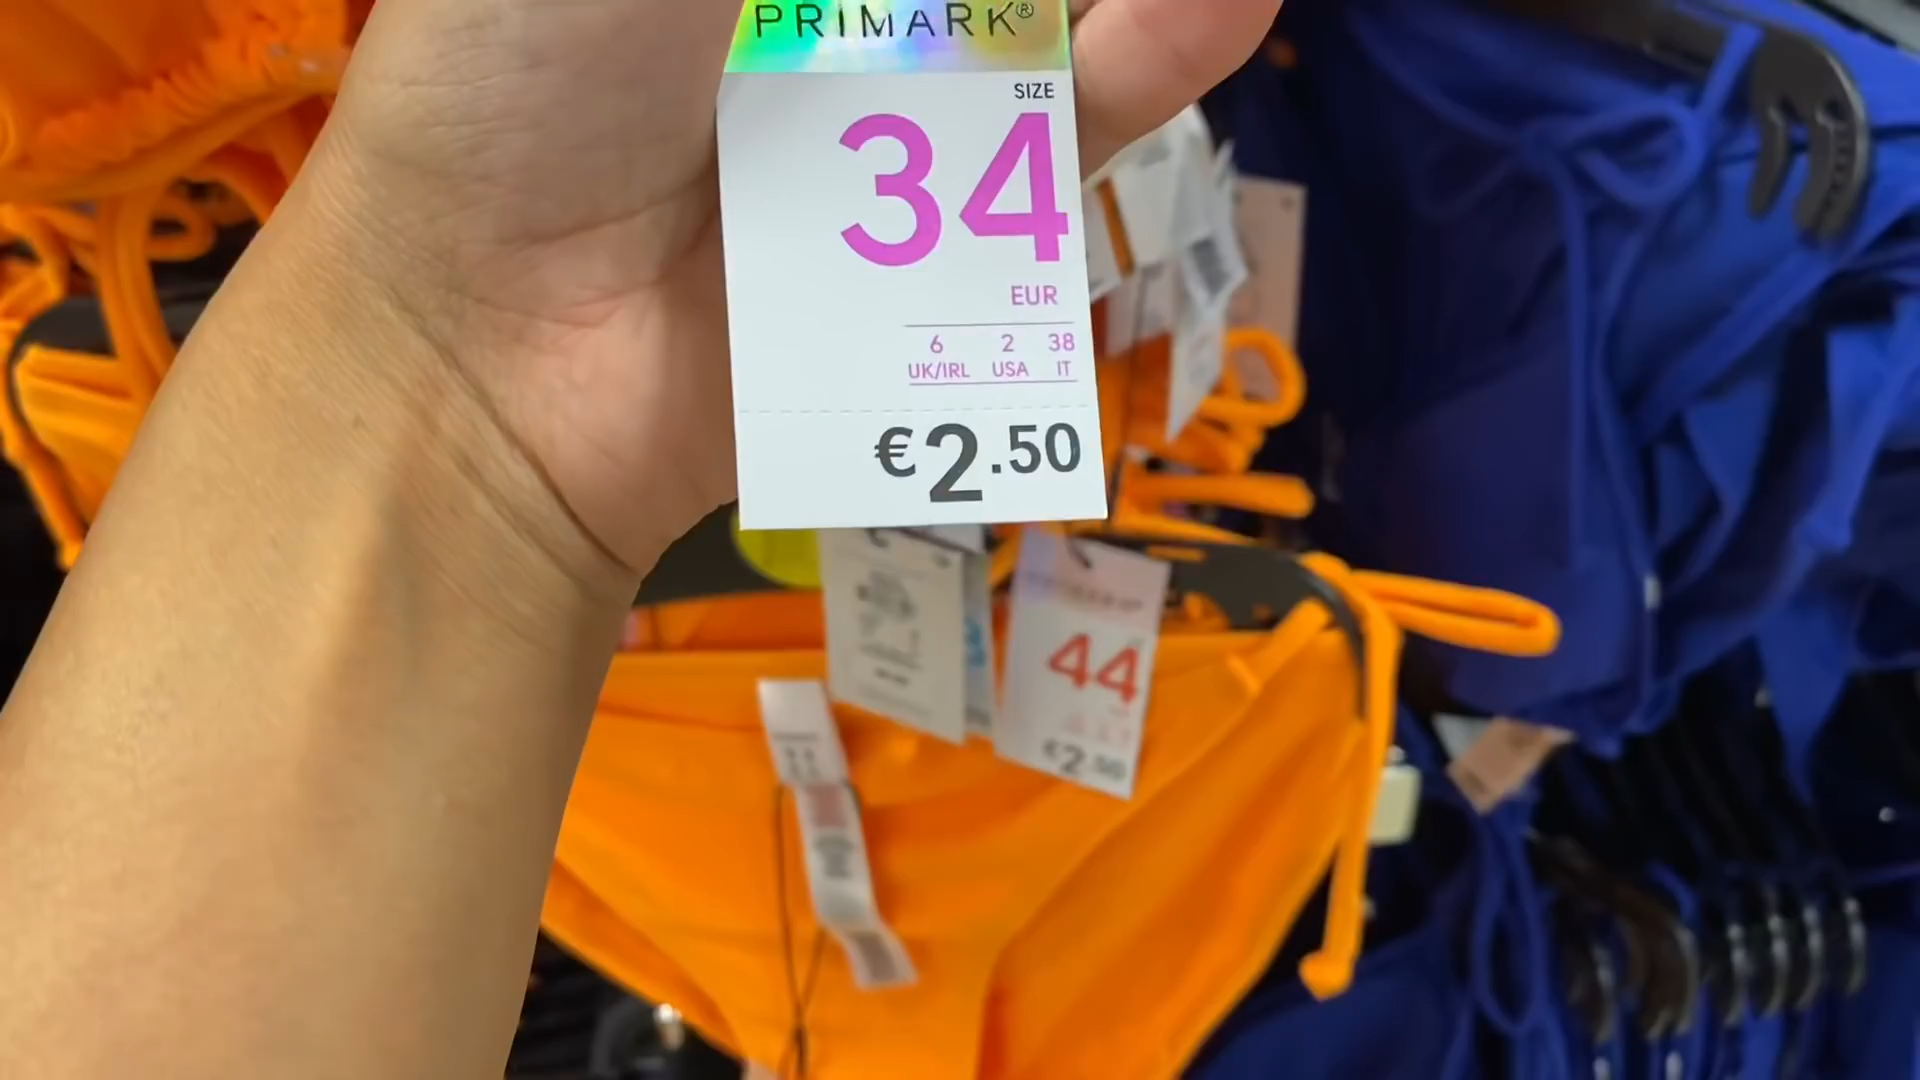 PRIMARK®
SIZE
34
EUR
6 2 38
UK/IRL USA IT
€2.50
44
€2.50